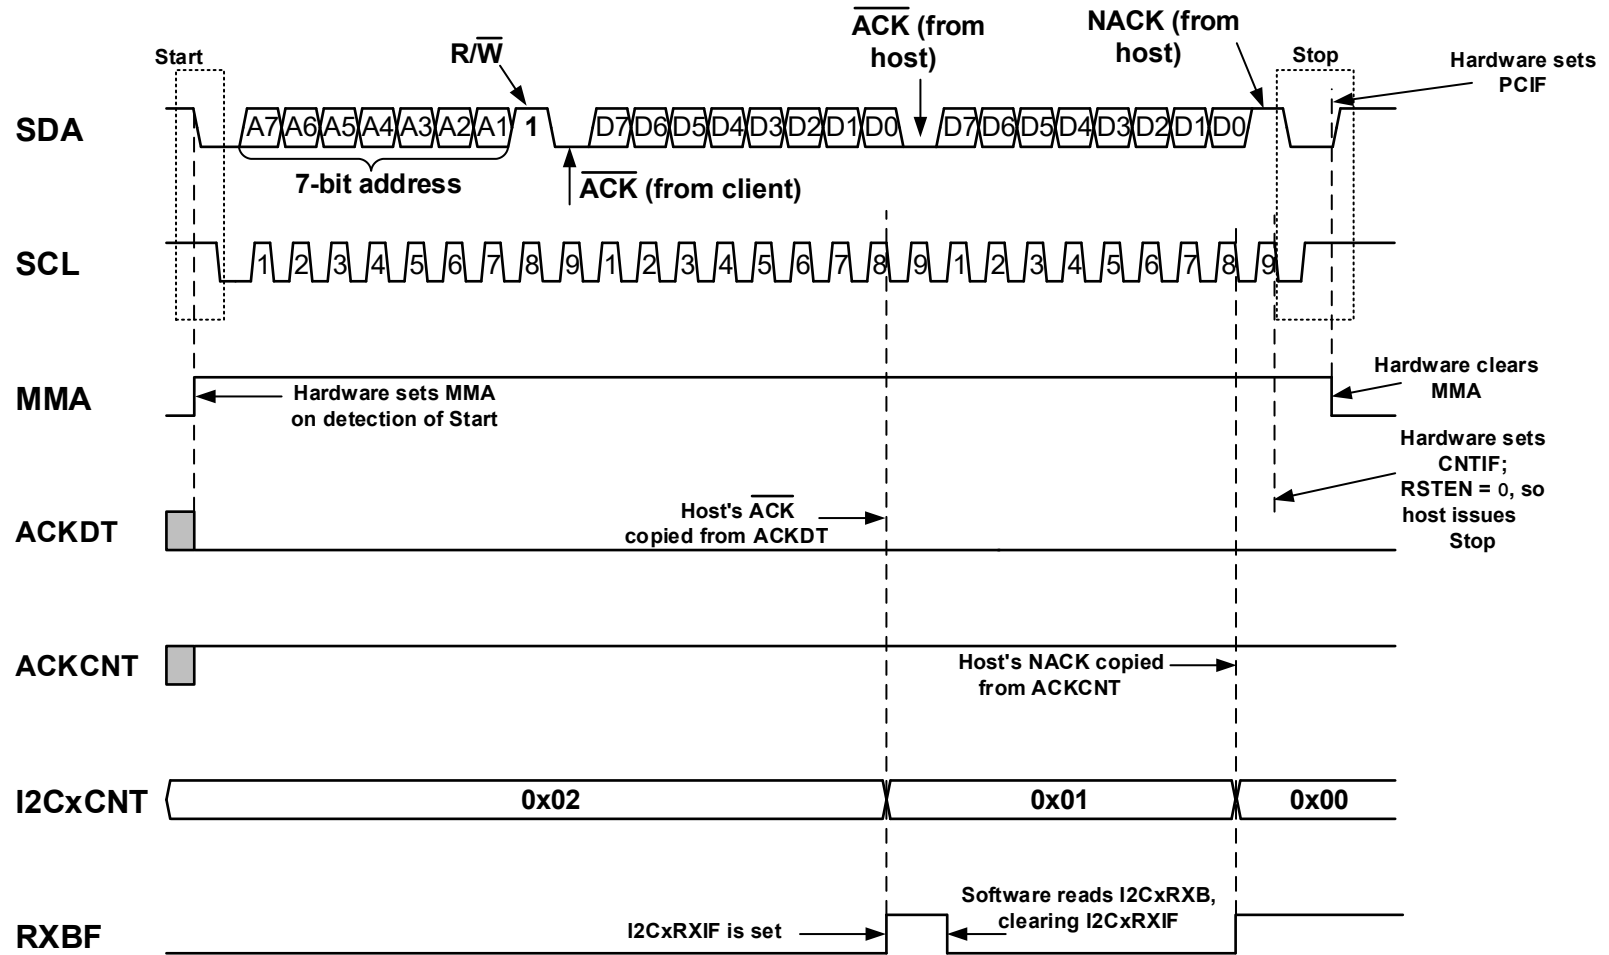 Start
R/W̅
A̅C̅K̅ (from
host)
NACK (from
host)
Stop
Hardware sets
PCIF
SDA
A7 A6 A5 A4 A3 A2 A1 1 D7 D6 D5 D4 D3 D2 D1 D0 D7 D6 D5 D4 D3 D2 D1 D0
7-bit address
A̅C̅K̅ (from client)
SCL
1 2 3 4 5 6 7 8 9 1 2 3 4 5 6 7 8 9 1 2 3 4 5 6 7 8 9
MMA
Hardware sets MMA
on detection of Start
Hardware clears
MMA
Hardware sets
CNTIF;
RSTEN = 0, so
host issues
Stop
ACKDT
Host's A̅C̅K̅
copied from ACKDT
ACKCNT
Host's NACK copied
from ACKCNT
I2CxCNT
0x02 0x01 0x00
RXBF
I2CxRXIF is set
Software reads I2CxRXB,
clearing I2CxRXIF